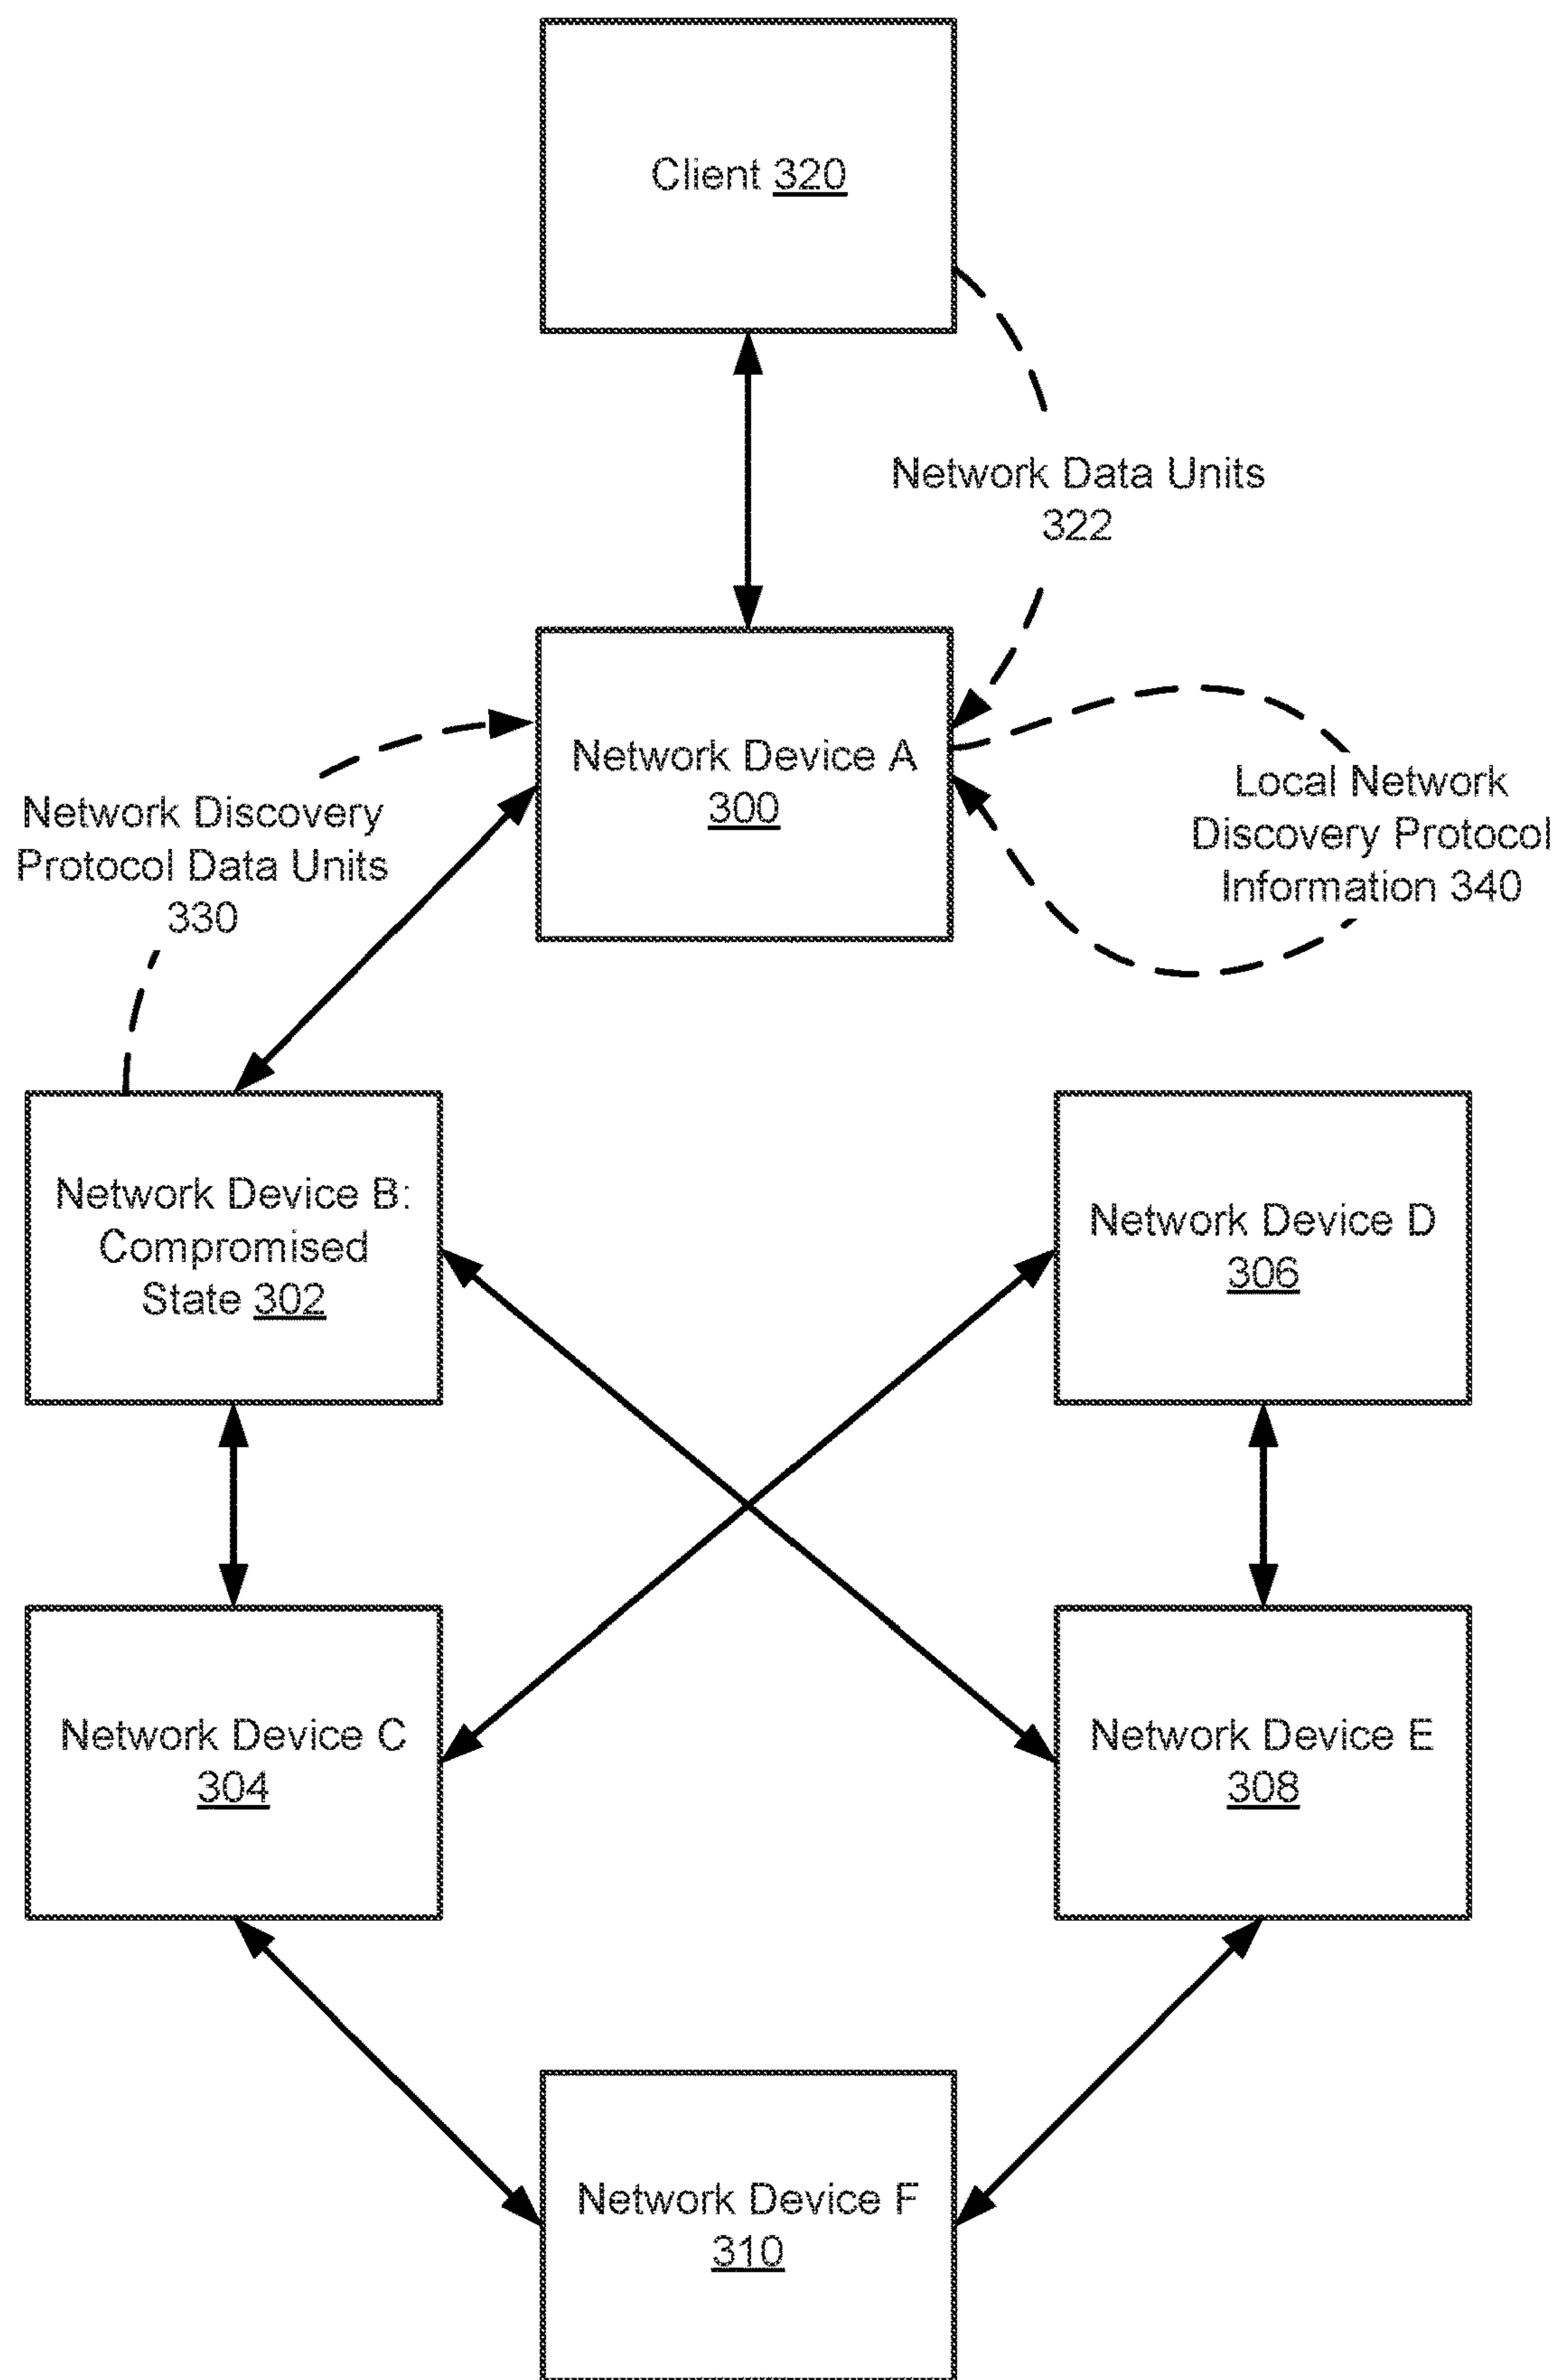 Client 320
Network Data Units
322
Network Device A
300
Local Network
Discovery Protocol
Information 340
Network Discovery
Protocol Data Units
330
Network Device B:
Compromised
State 302
Network Device D
306
Network Device C
304
Network Device E
308
Network Device F
310